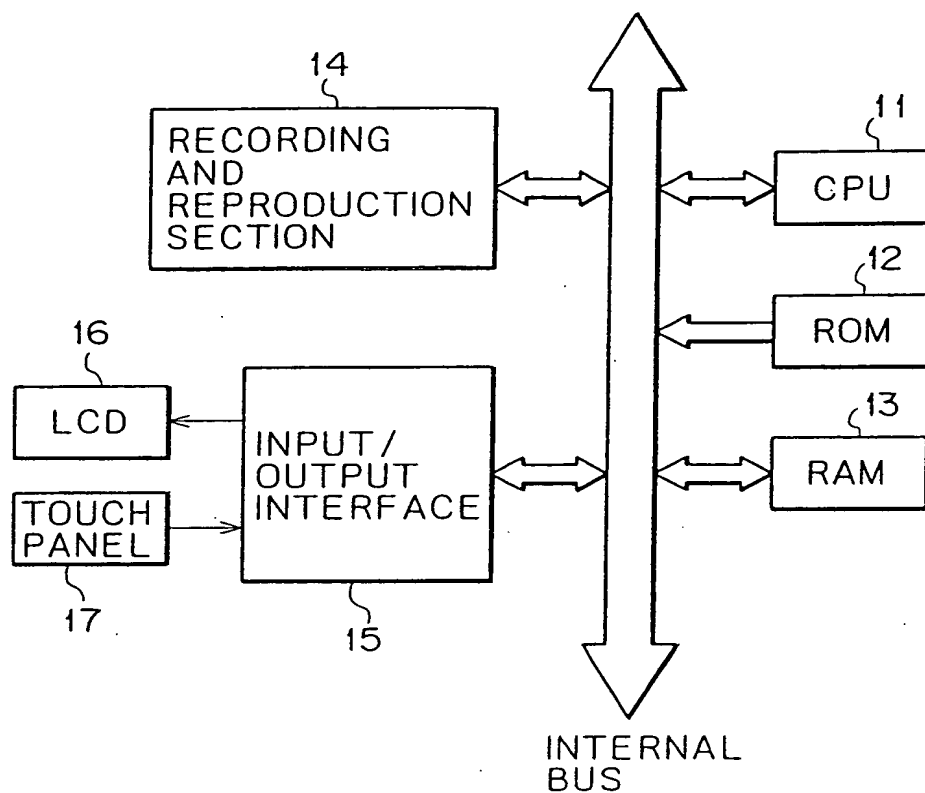 14
RECORDING
AND
REPRODUCTION
SECTION
11
CPU
12
ROM
16
LCD
INPUT/
OUTPUT
INTERFACE
13
RAM
TOUCH
PANEL
17
15
INTERNAL
BUS